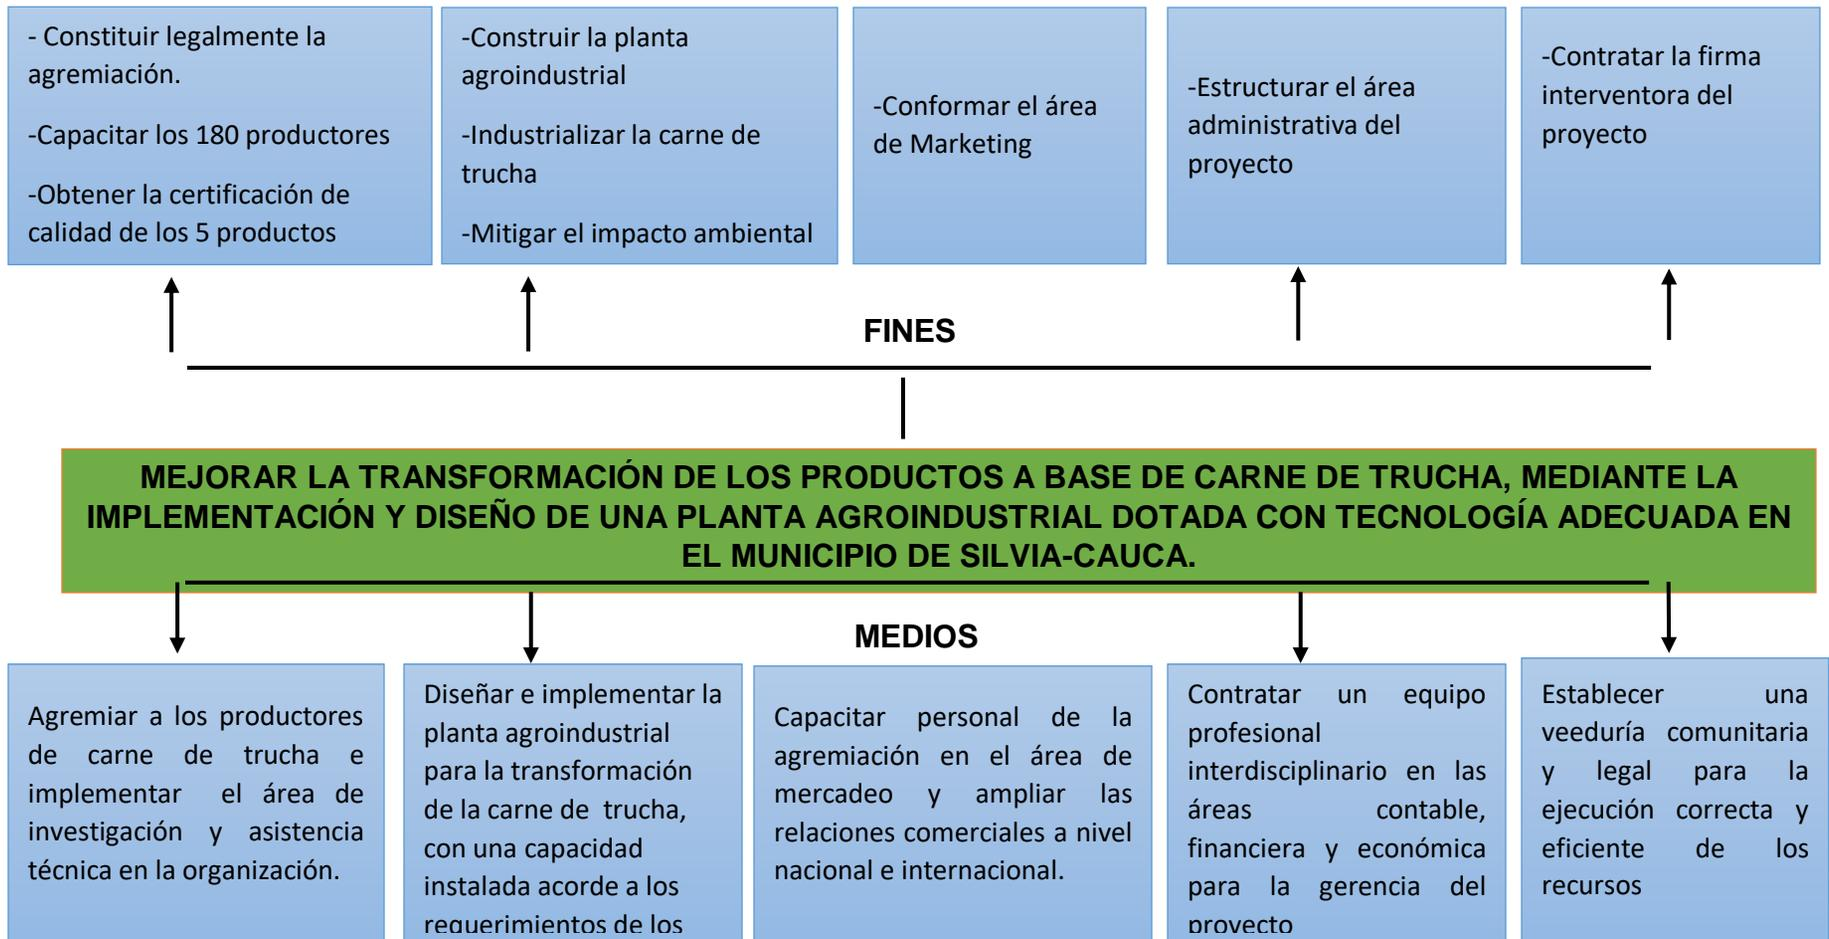 - Constituir legalmente la
agremiación.
-Capacitar los 180 productores
-Obtener la certificación de
calidad de los 5 productos
-Construir la planta
agroindustrial
-Industrializar la carne de
trucha
-Mitigar el impacto ambiental
-Conformar el área
de Marketing
-Estructurar el área
administrativa del
proyecto
-Contratar la firma
interventora del
proyecto
FINES
MEJORAR LA TRANSFORMACIÓN DE LOS PRODUCTOS A BASE DE CARNE DE TRUCHA, MEDIANTE LA
IMPLEMENTACIÓN Y DISEÑO DE UNA PLANTA AGROINDUSTRIAL DOTADA CON TECNOLOGÍA ADECUADA EN
EL MUNICIPIO DE SILVIA-CAUCA.
MEDIOS
Agremiar a los productores
de carne de trucha e
implementar el área de
investigación y asistencia
técnica en la organización.
Diseñar e implementar la
planta agroindustrial
para la transformación
de la carne de trucha,
con una capacidad
instalada acorde a los
requerimientos de los
Capacitar personal de la
agremiación en el área de
mercadeo y ampliar las
relaciones comerciales a nivel
nacional e internacional.
Contratar un equipo
profesional
interdisciplinario en las
áreas contable,
financiera y económica
para la gerencia del
proyecto
Establecer una
veeduría comunitaria
y legal para la
ejecución correcta y
eficiente de los
recursos